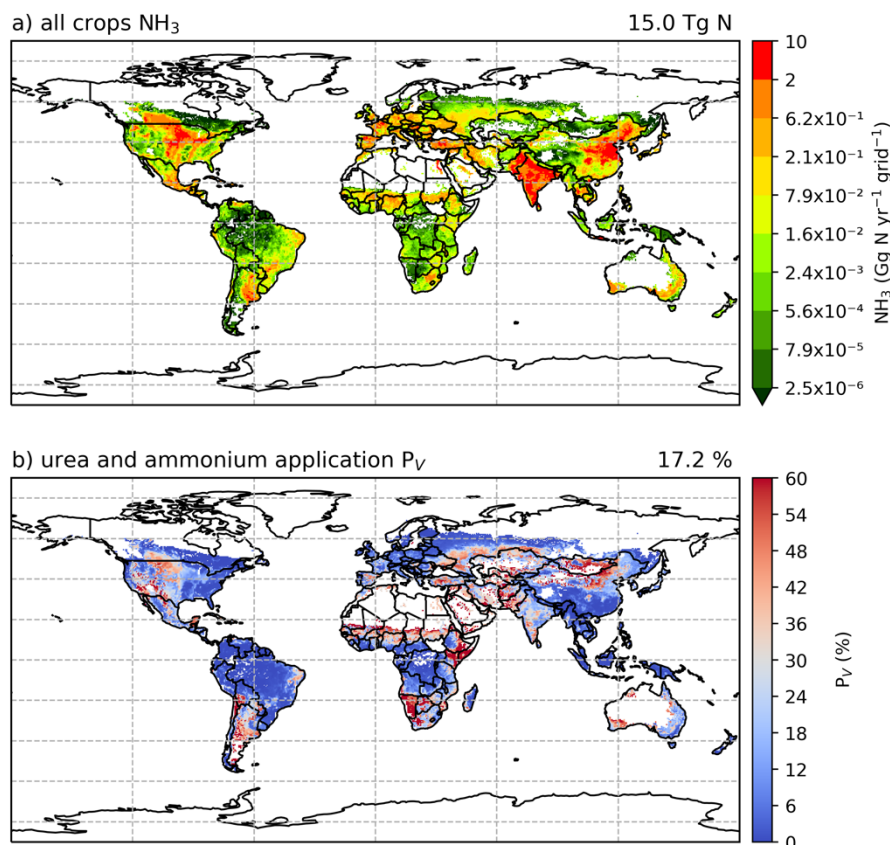 a) all crops NH₃ 15.0 Tg N
10
2
6.2x10⁻¹
2.1x10⁻¹
7.9x10⁻²
1.6x10⁻²
2.4x10⁻³
5.6x10⁻⁴
7.9x10⁻⁵
2.5x10⁻⁶
NH₃ (Gg N yr⁻¹ grid⁻¹)
b) urea and ammonium application Pᵥ 17.2 %
60
54
48
42
36
30
24
18
12
6
0
Pᵥ (%)